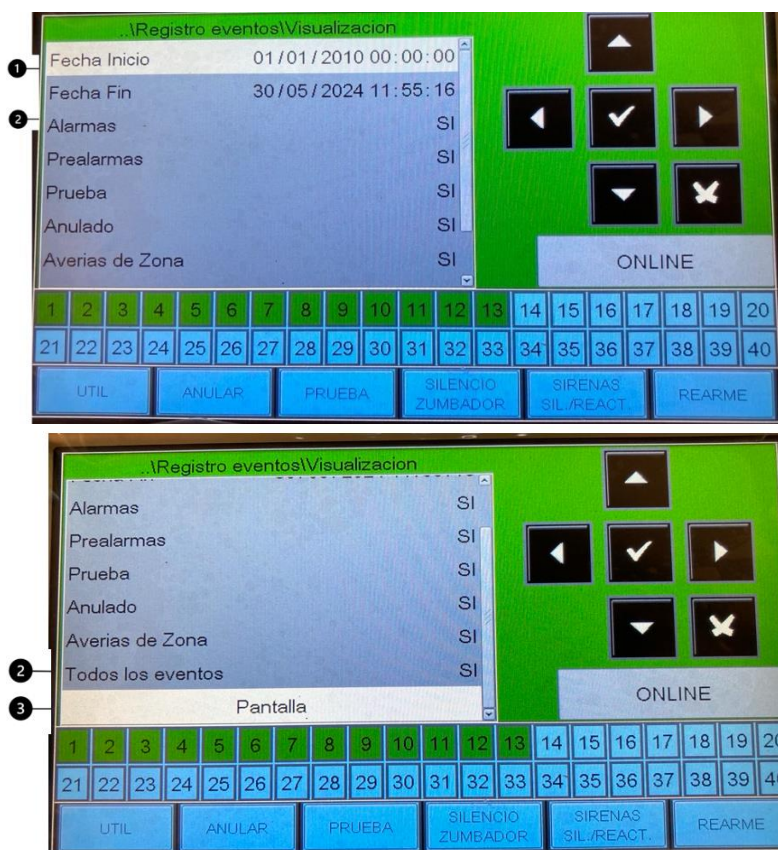 ..\Registro eventos\Visualizacion
1 Fecha Inicio 01/01/2010 00:00:00
Fecha Fin 30/05/2024 11:55:16
2 Alarmas SI
Prealarmas SI
Prueba SI
Anulado SI
Averias de Zona SI
ONLINE
1 2 3 4 5 6 7 8 9 10 11 12 13 14 15 16 17 18 19 20
21 22 23 24 25 26 27 28 29 30 31 32 33 34 35 36 37 38 39 40
UTIL ANULAR PRUEBA SILENCIO ZUMBADOR SIRENAS SIL./REACT. REARME
..\Registro eventos\Visualizacion
Alarmas SI
Prealarmas SI
Prueba SI
Anulado SI
Averias de Zona SI
2 Todos los eventos SI
3 Pantalla
ONLINE
1 2 3 4 5 6 7 8 9 10 11 12 13 14 15 16 17 18 19
21 22 23 24 25 26 27 28 29 30 31 32 33 34 35 36 37 38 39
UTIL ANULAR PRUEBA SILENCIO ZUMBADOR SIRENAS SIL./REACT. REARME